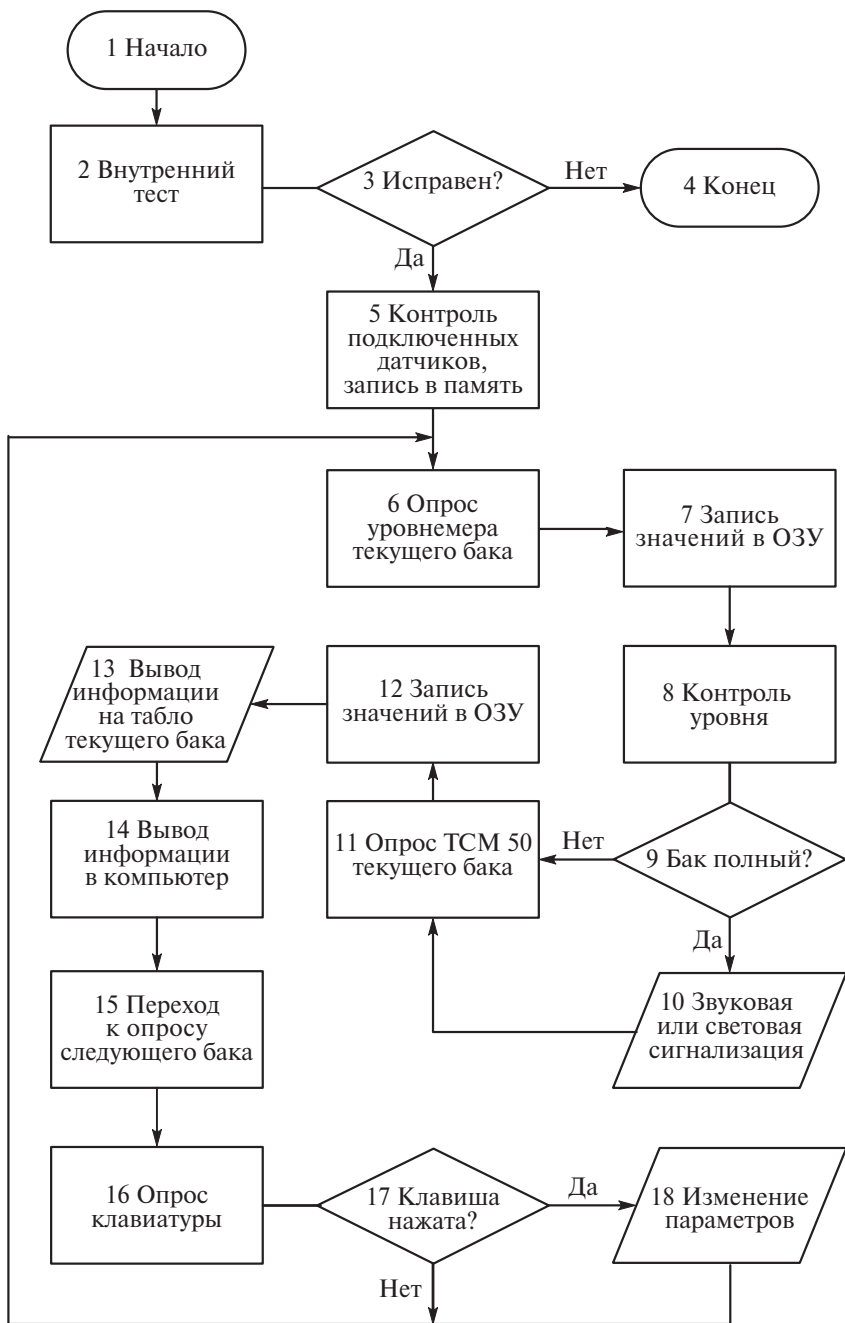 1 Начало
2 Внутренний
тест
3 Исправен?
Нет
4 Конец
Да
5 Контроль
подключенных
датчиков,
запись в память
6 Опрос
уровнемера
текущего бака
7 Запись
значений в ОЗУ
8 Контроль
уровня
9 Бак полный?
Нет
Да
10 Звуковая
или световая
сигнализация
11 Опрос ТСМ 50
текущего бака
12 Запись
значений в ОЗУ
13 Вывод
информации
на табло
текущего бака
14 Вывод
информации
в компьютер
15 Переход
к опросу
следующего бака
16 Опрос
клавиатуры
17 Клавиша
нажата?
Да
Нет
18 Изменение
параметров